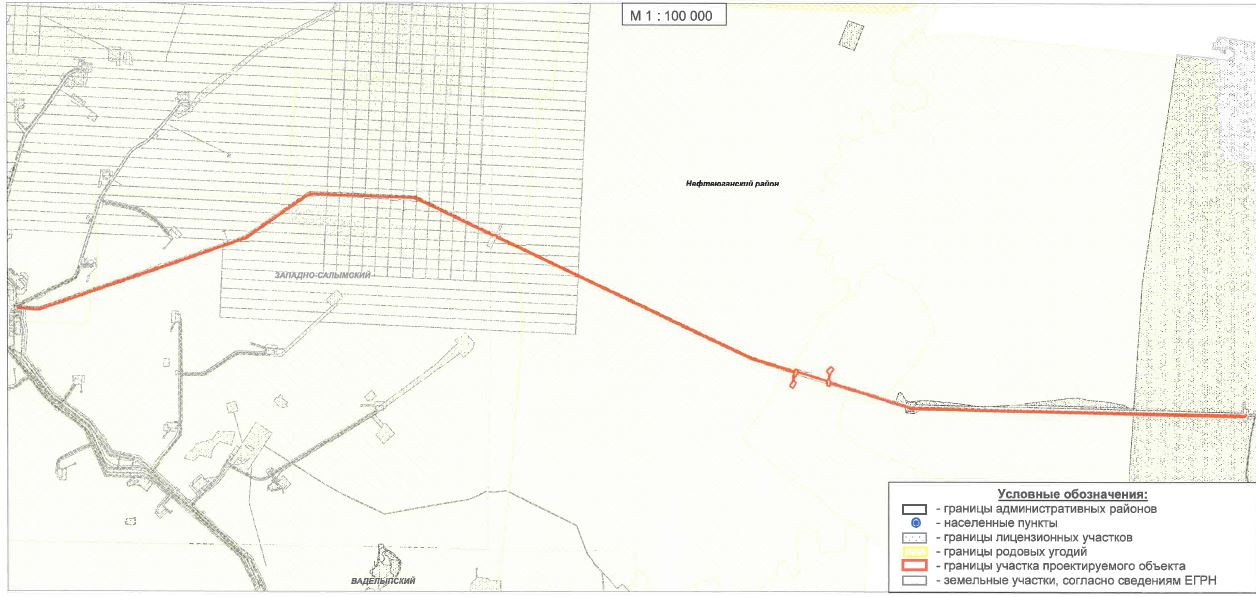 М 1 : 100 000
Нефтеюганский район
ЗАПАДНО-САЛЫМСКИЙ
ВАДЕЛЫПСКИЙ
Условные обозначения:
- границы административных районов
- населенные пункты
- границы лицензионных участков
- границы родовых угодий
- границы участка проектируемого объекта
- земельные участки, согласно сведениям ЕГРН